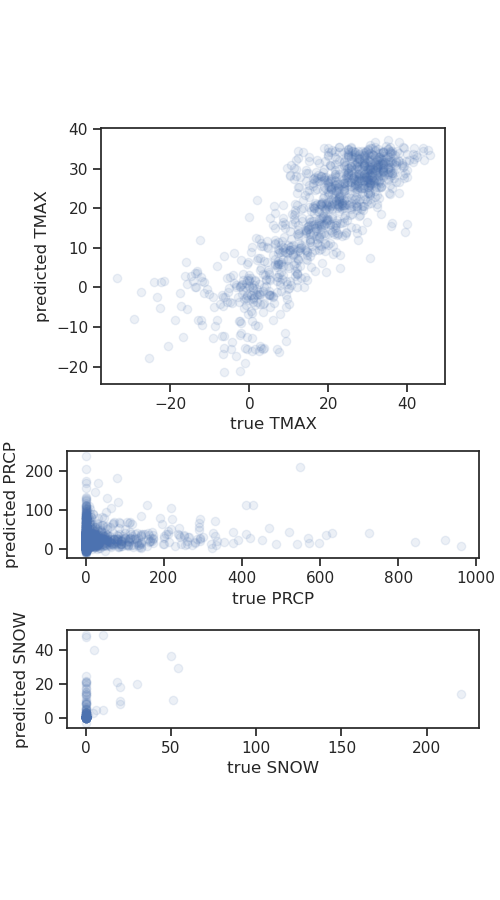 40
30
20
10
0
−10
−20
predicted TMAX
−20 0 20 40
true TMAX
200
100
0
predicted PRCP
0 200 400 600 800 1000
true PRCP
40
20
0
predicted SNOW
0 50 100 150 200
true SNOW